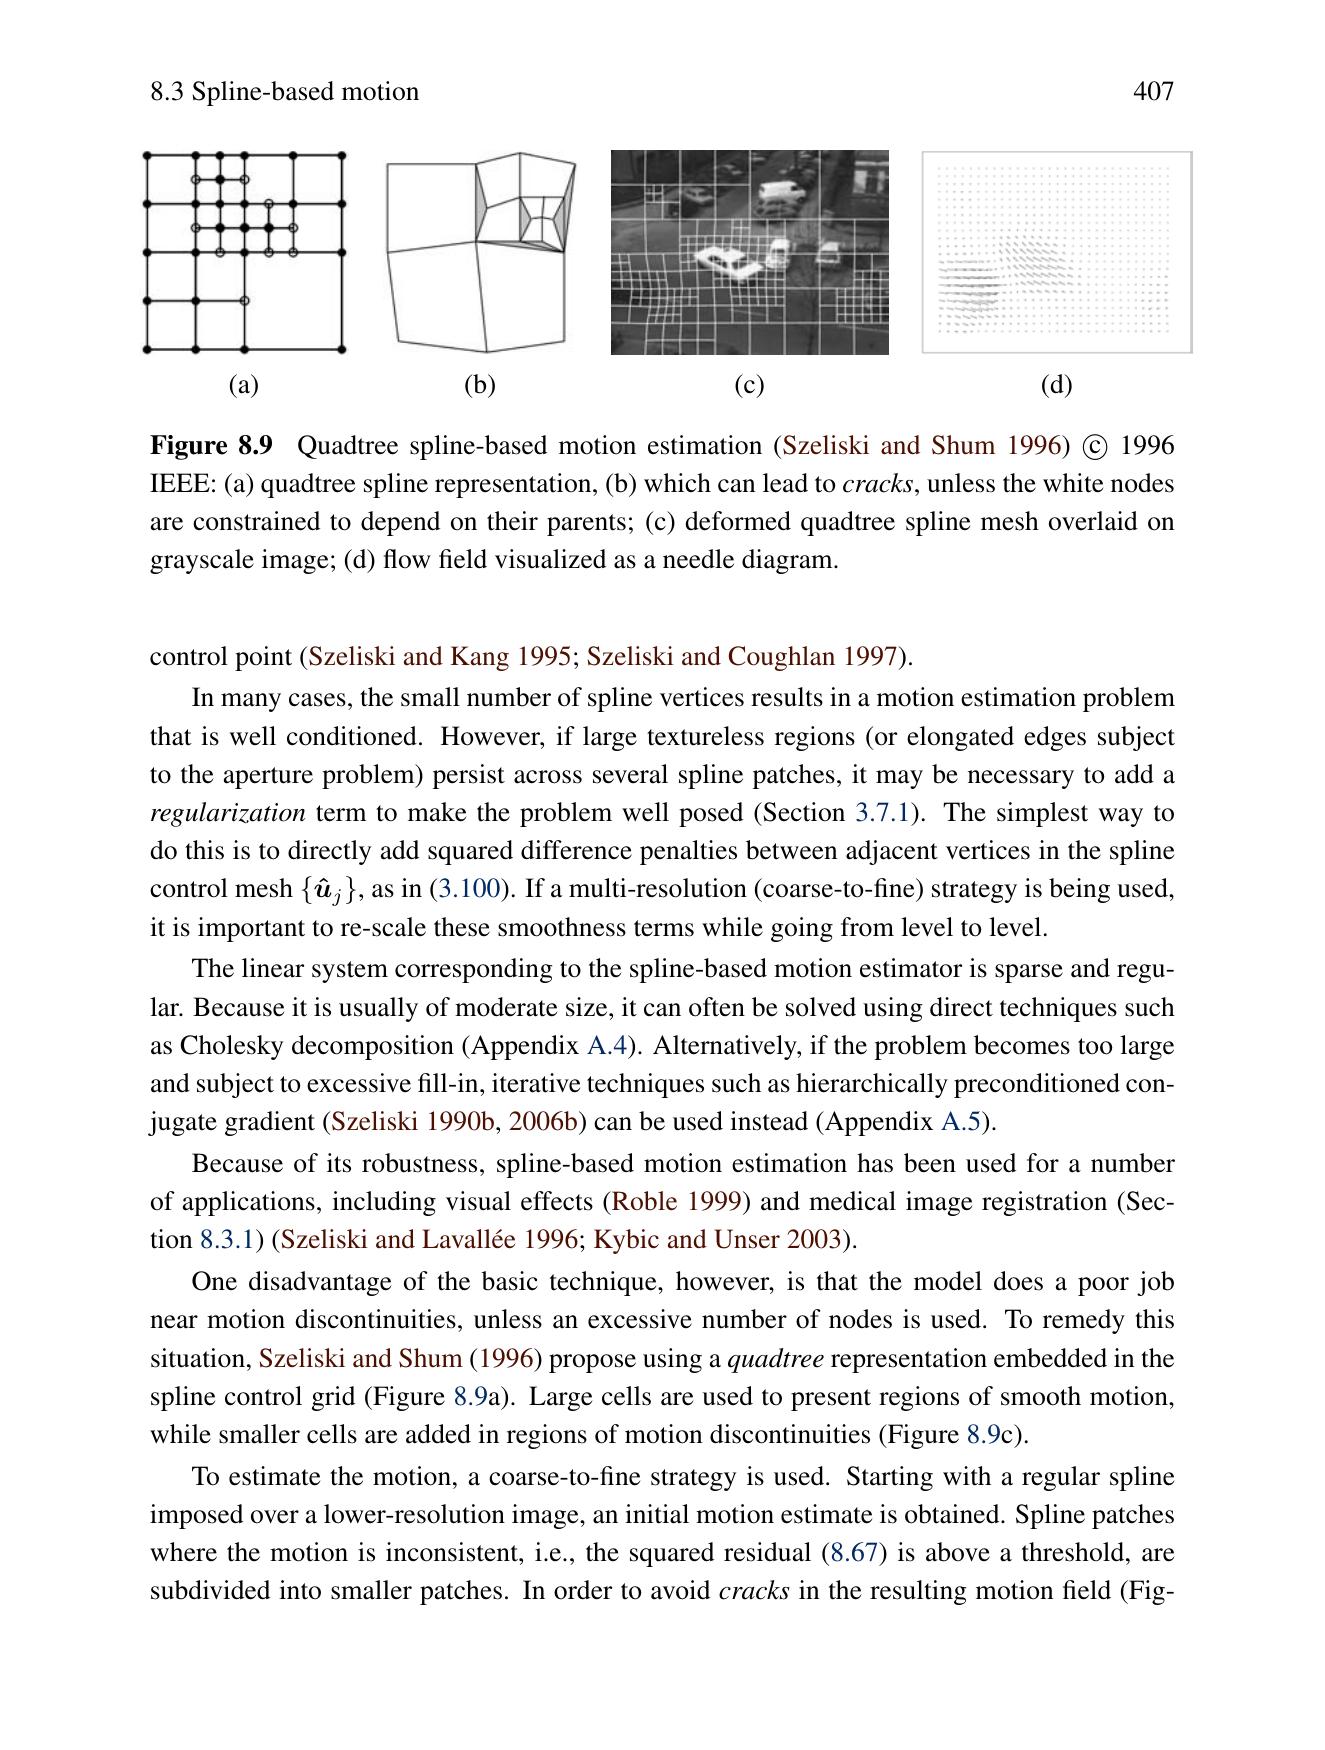 8.3 Spline-based motion 407
(a) (b) (c) (d)
Figure 8.9 Quadtree spline-based motion estimation (Szeliski and Shum 1996) © 1996
IEEE: (a) quadtree spline representation, (b) which can lead to cracks, unless the white nodes
are constrained to depend on their parents; (c) deformed quadtree spline mesh overlaid on
grayscale image; (d) flow field visualized as a needle diagram.
control point (Szeliski and Kang 1995; Szeliski and Coughlan 1997).
In many cases, the small number of spline vertices results in a motion estimation problem
that is well conditioned. However, if large textureless regions (or elongated edges subject
to the aperture problem) persist across several spline patches, it may be necessary to add a
regularization term to make the problem well posed (Section 3.7.1). The simplest way to
do this is to directly add squared difference penalties between adjacent vertices in the spline
control mesh {û_j}, as in (3.100). If a multi-resolution (coarse-to-fine) strategy is being used,
it is important to re-scale these smoothness terms while going from level to level.
The linear system corresponding to the spline-based motion estimator is sparse and regu-
lar. Because it is usually of moderate size, it can often be solved using direct techniques such
as Cholesky decomposition (Appendix A.4). Alternatively, if the problem becomes too large
and subject to excessive fill-in, iterative techniques such as hierarchically preconditioned con-
jugate gradient (Szeliski 1990b, 2006b) can be used instead (Appendix A.5).
Because of its robustness, spline-based motion estimation has been used for a number
of applications, including visual effects (Roble 1999) and medical image registration (Sec-
tion 8.3.1) (Szeliski and Lavallée 1996; Kybic and Unser 2003).
One disadvantage of the basic technique, however, is that the model does a poor job
near motion discontinuities, unless an excessive number of nodes is used. To remedy this
situation, Szeliski and Shum (1996) propose using a quadtree representation embedded in the
spline control grid (Figure 8.9a). Large cells are used to present regions of smooth motion,
while smaller cells are added in regions of motion discontinuities (Figure 8.9c).
To estimate the motion, a coarse-to-fine strategy is used. Starting with a regular spline
imposed over a lower-resolution image, an initial motion estimate is obtained. Spline patches
where the motion is inconsistent, i.e., the squared residual (8.67) is above a threshold, are
subdivided into smaller patches. In order to avoid cracks in the resulting motion field (Fig-